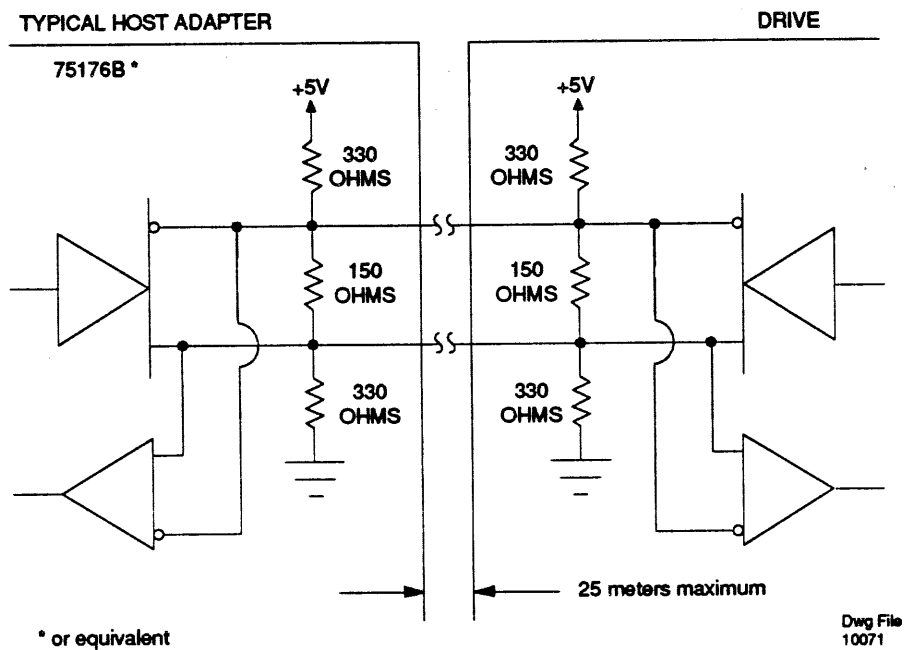 TYPICAL HOST ADAPTER
DRIVE
75176B *
+5V
+5V
330
OHMS
330
OHMS
150
OHMS
150
OHMS
330
OHMS
330
OHMS
25 meters maximum
* or equivalent
Dwg File
10071